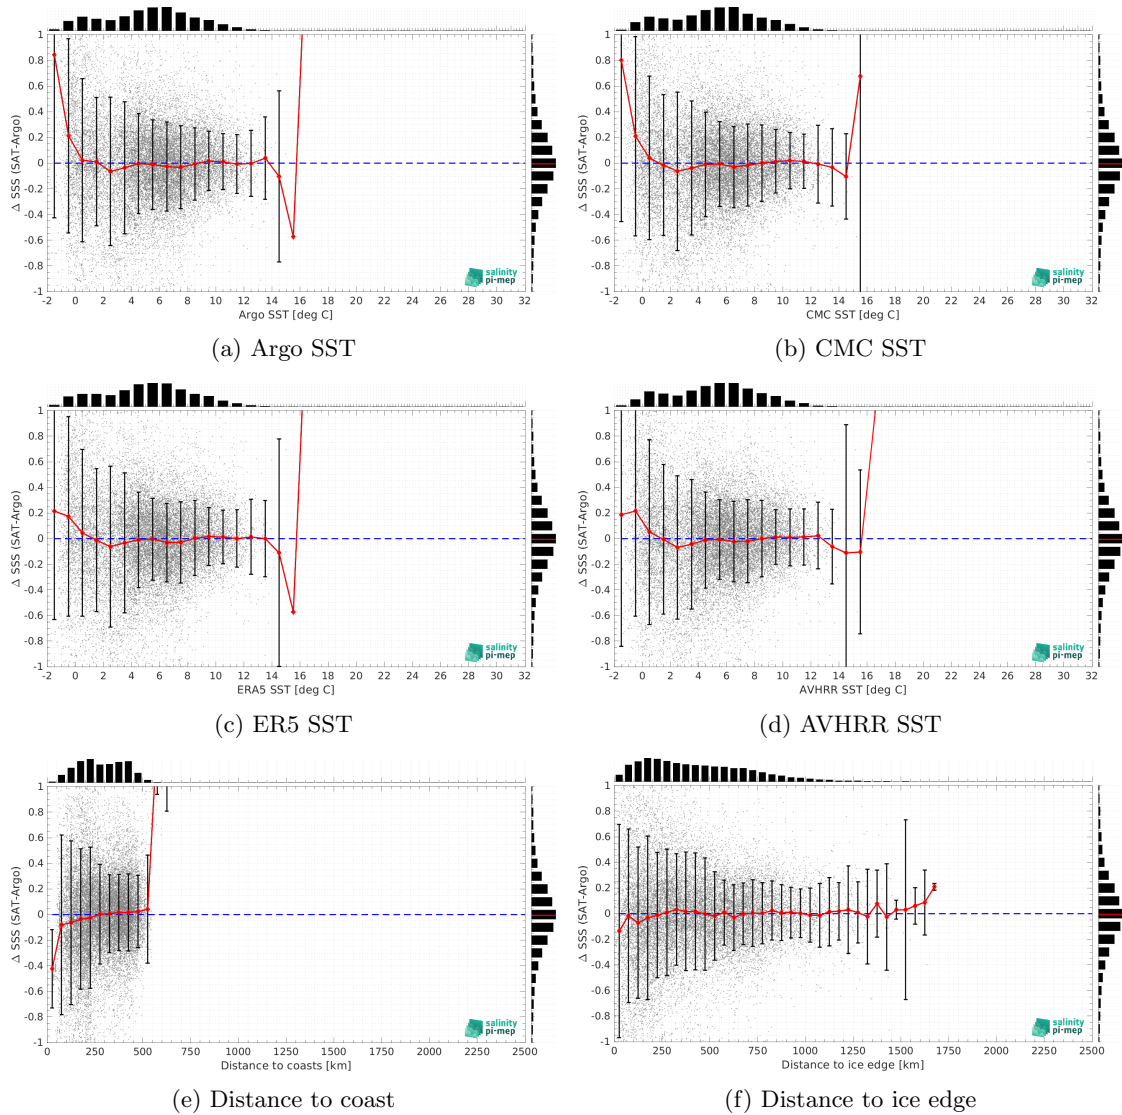 1
0.8
0.6
0.4
0.2
0
-0.2
-0.4
-0.6
-0.8
-1
Δ SSS (SAT-Argo)
-2 0 2 4 6 8 10 12 14 16 18 20 22 24 26 28 30 32
Argo SST [deg C]
salinity
pi-mep
(a) Argo SST
1
0.8
0.6
0.4
0.2
0
-0.2
-0.4
-0.6
-0.8
-1
Δ SSS (SAT-Argo)
-2 0 2 4 6 8 10 12 14 16 18 20 22 24 26 28 30 32
CMC SST [deg C]
salinity
pi-mep
(b) CMC SST
1
0.8
0.6
0.4
0.2
0
-0.2
-0.4
-0.6
-0.8
-1
Δ SSS (SAT-Argo)
-2 0 2 4 6 8 10 12 14 16 18 20 22 24 26 28 30 32
ERA5 SST [deg C]
salinity
pi-mep
(c) ER5 SST
1
0.8
0.6
0.4
0.2
0
-0.2
-0.4
-0.6
-0.8
-1
Δ SSS (SAT-Argo)
-2 0 2 4 6 8 10 12 14 16 18 20 22 24 26 28 30 32
AVHRR SST [deg C]
salinity
pi-mep
(d) AVHRR SST
1
0.8
0.6
0.4
0.2
0
-0.2
-0.4
-0.6
-0.8
-1
Δ SSS (SAT-Argo)
0 250 500 750 1000 1250 1500 1750 2000 2250 2500
Distance to coasts [km]
salinity
pi-mep
(e) Distance to coast
1
0.8
0.6
0.4
0.2
0
-0.2
-0.4
-0.6
-0.8
-1
Δ SSS (SAT-Argo)
0 250 500 750 1000 1250 1500 1750 2000 2250 2500
Distance to ice edge [km]
salinity
pi-mep
(f) Distance to ice edge